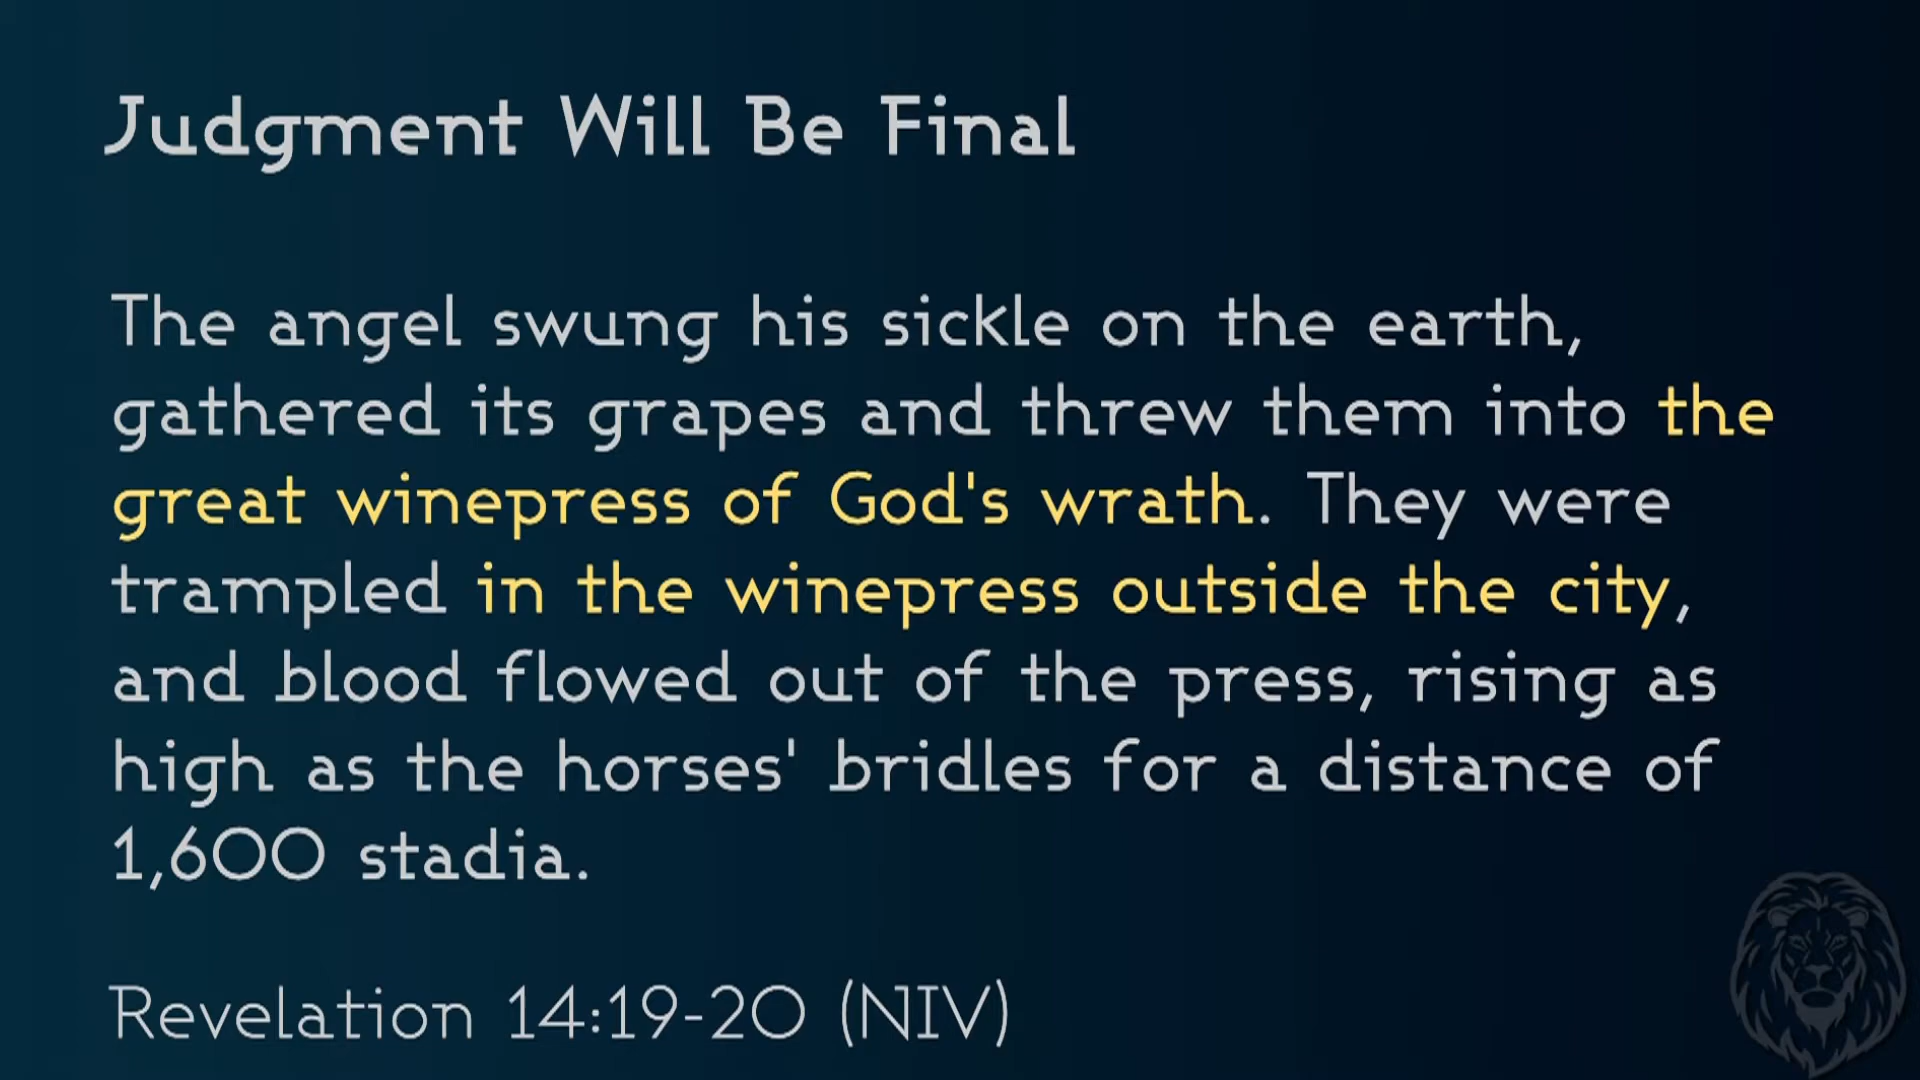 Judgment Will Be Final
The angel swung his sickle on the earth,
gathered its grapes and threw them into the
great winepress of God's wrath. They were
trampled in the winepress outside the city,
and blood flowed out of the press, rising as
high as the horses' bridles for a distance of
1,600 stadia.
Revelation 14:19-20 (NIV)